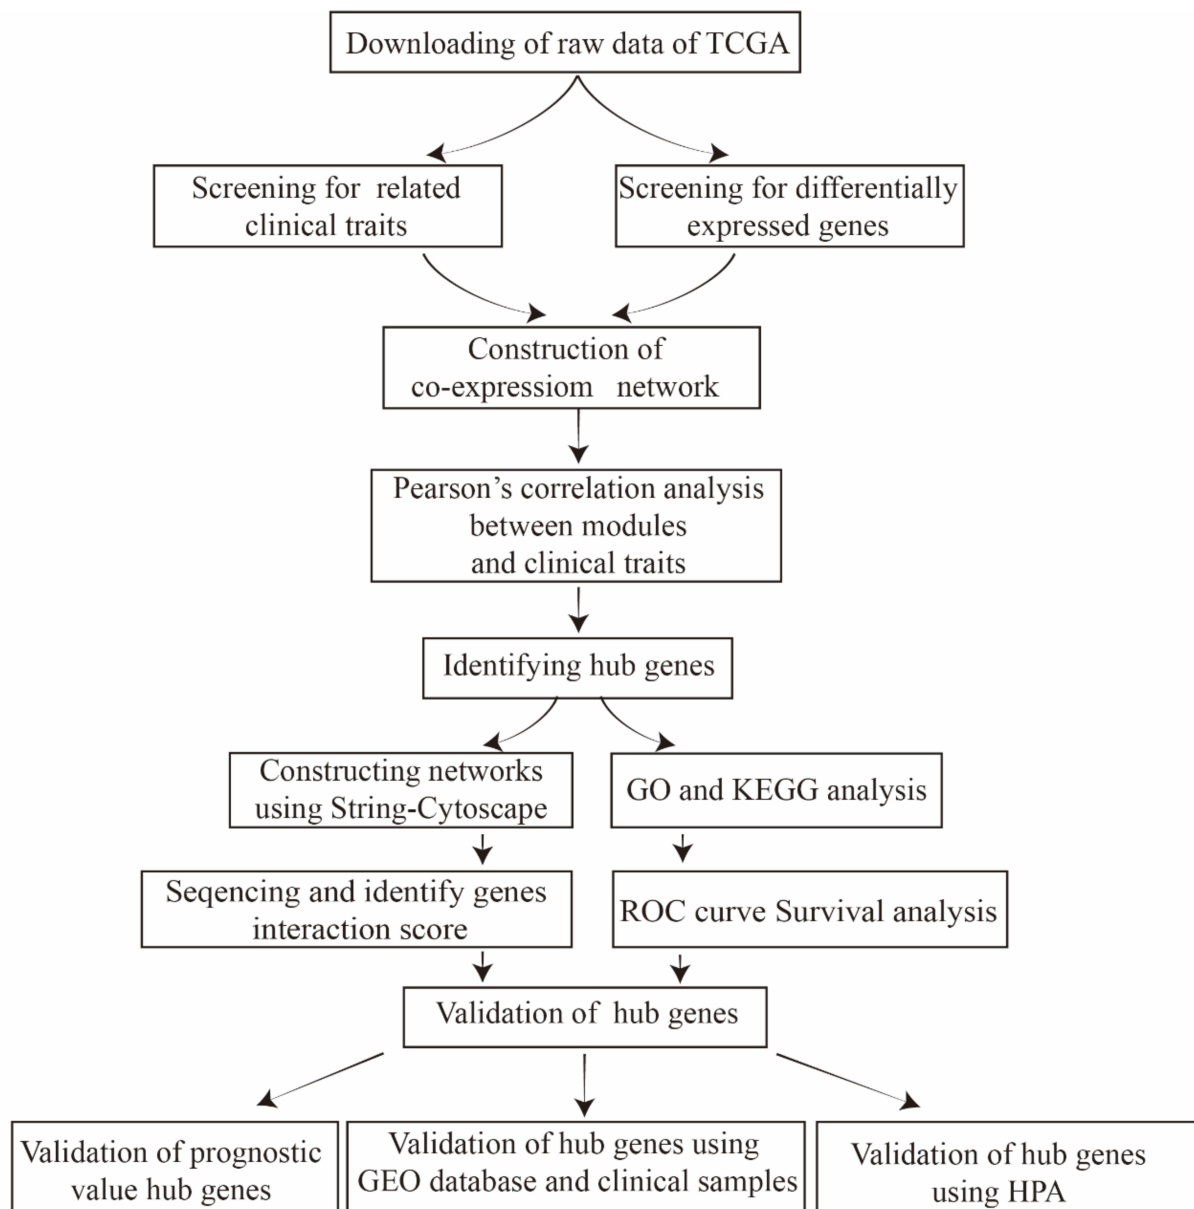 Downloading of raw data of TCGA
Screening for related
clinical traits
Screening for differentially
expressed genes
Construction of
co-expressiom network
Pearson’s correlation analysis
between modules
and clinical traits
Identifying hub genes
Constructing networks
using String-Cytoscape
GO and KEGG analysis
Seqencing and identify genes
interaction score
ROC curve Survival analysis
Validation of hub genes
Validation of prognostic
value hub genes
Validation of hub genes using
GEO database and clinical samples
Validation of hub genes
using HPA